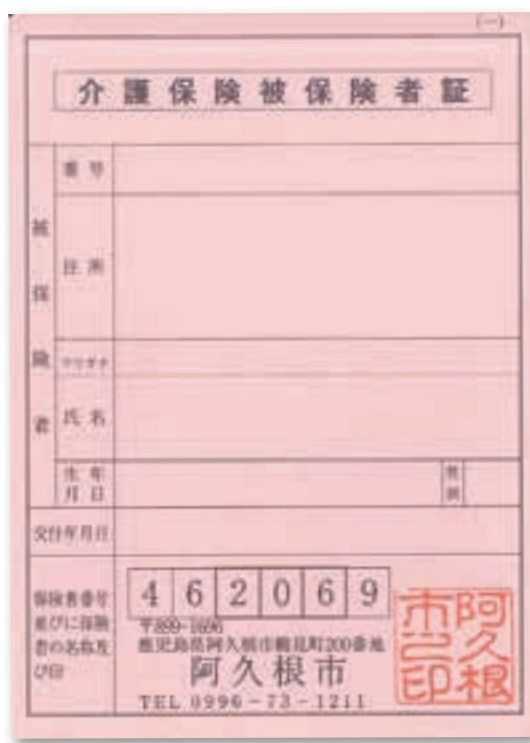 (一)
介護保険被保険者証
被保険者
番号
住所
フリガナ
氏名
生年月日
性別
交付年月日
保険者番号
並びに保険
者の名称及
び印
462069
〒899-1696
鹿児島県阿久根市鶴見町200番地
阿久根市
TEL 0996-73-1211
阿久根
市之印